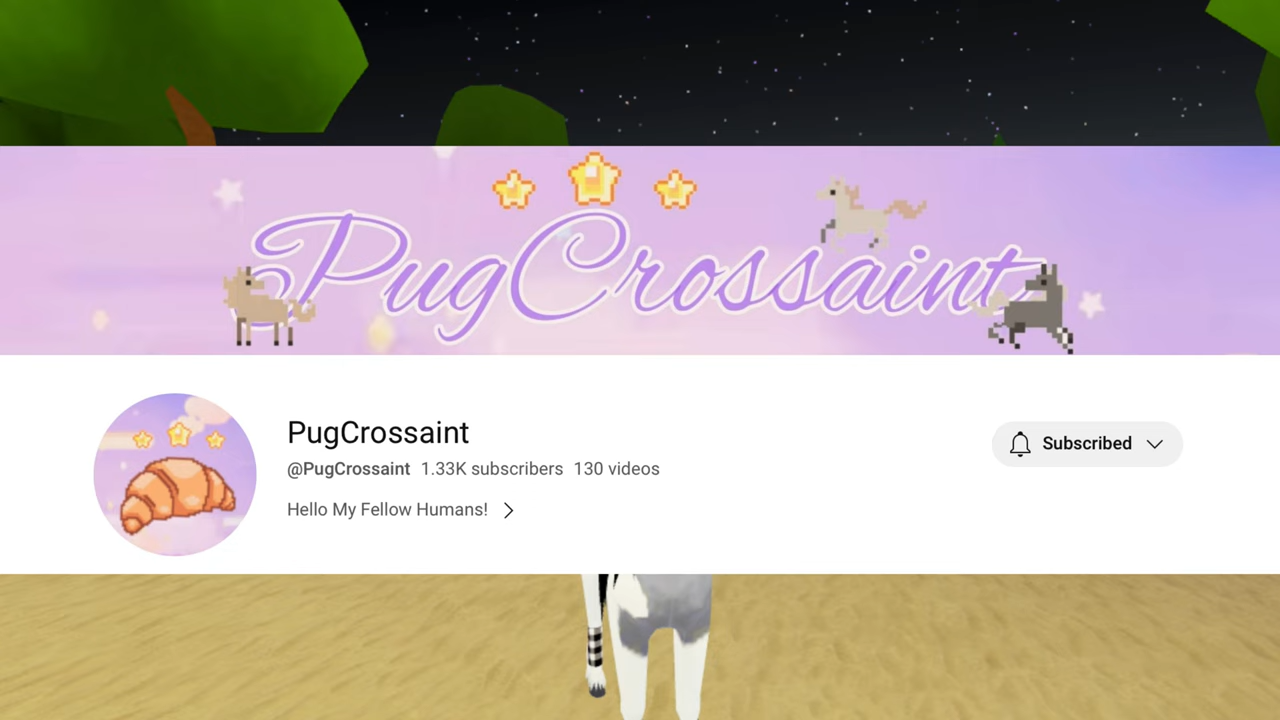 PugCrossaint
PugCrossaint
@PugCrossaint 1.33K subscribers 130 videos
Hello My Fellow Humans!
Subscribed